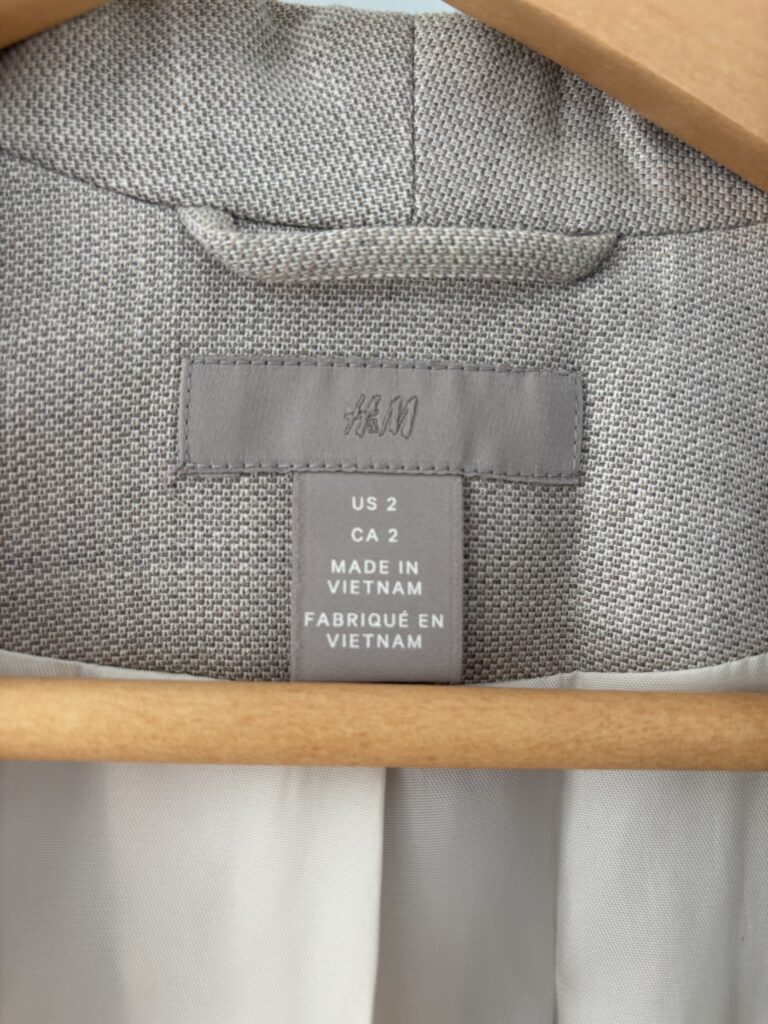 H&M
US 2
CA 2
MADE IN
VIETNAM
FABRIQUÉ EN
VIETNAM